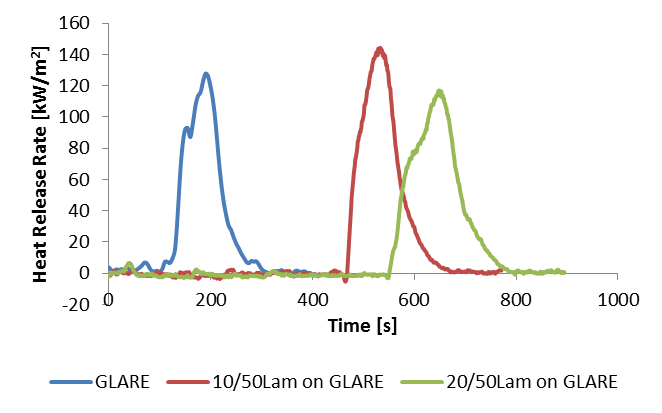 Heat Release Rate [kW/m²]
160
140
120
100
80
60
40
20
0
-20
0 200 400 600 800 1000
Time [s]
GLARE 10/50Lam on GLARE 20/50Lam on GLARE